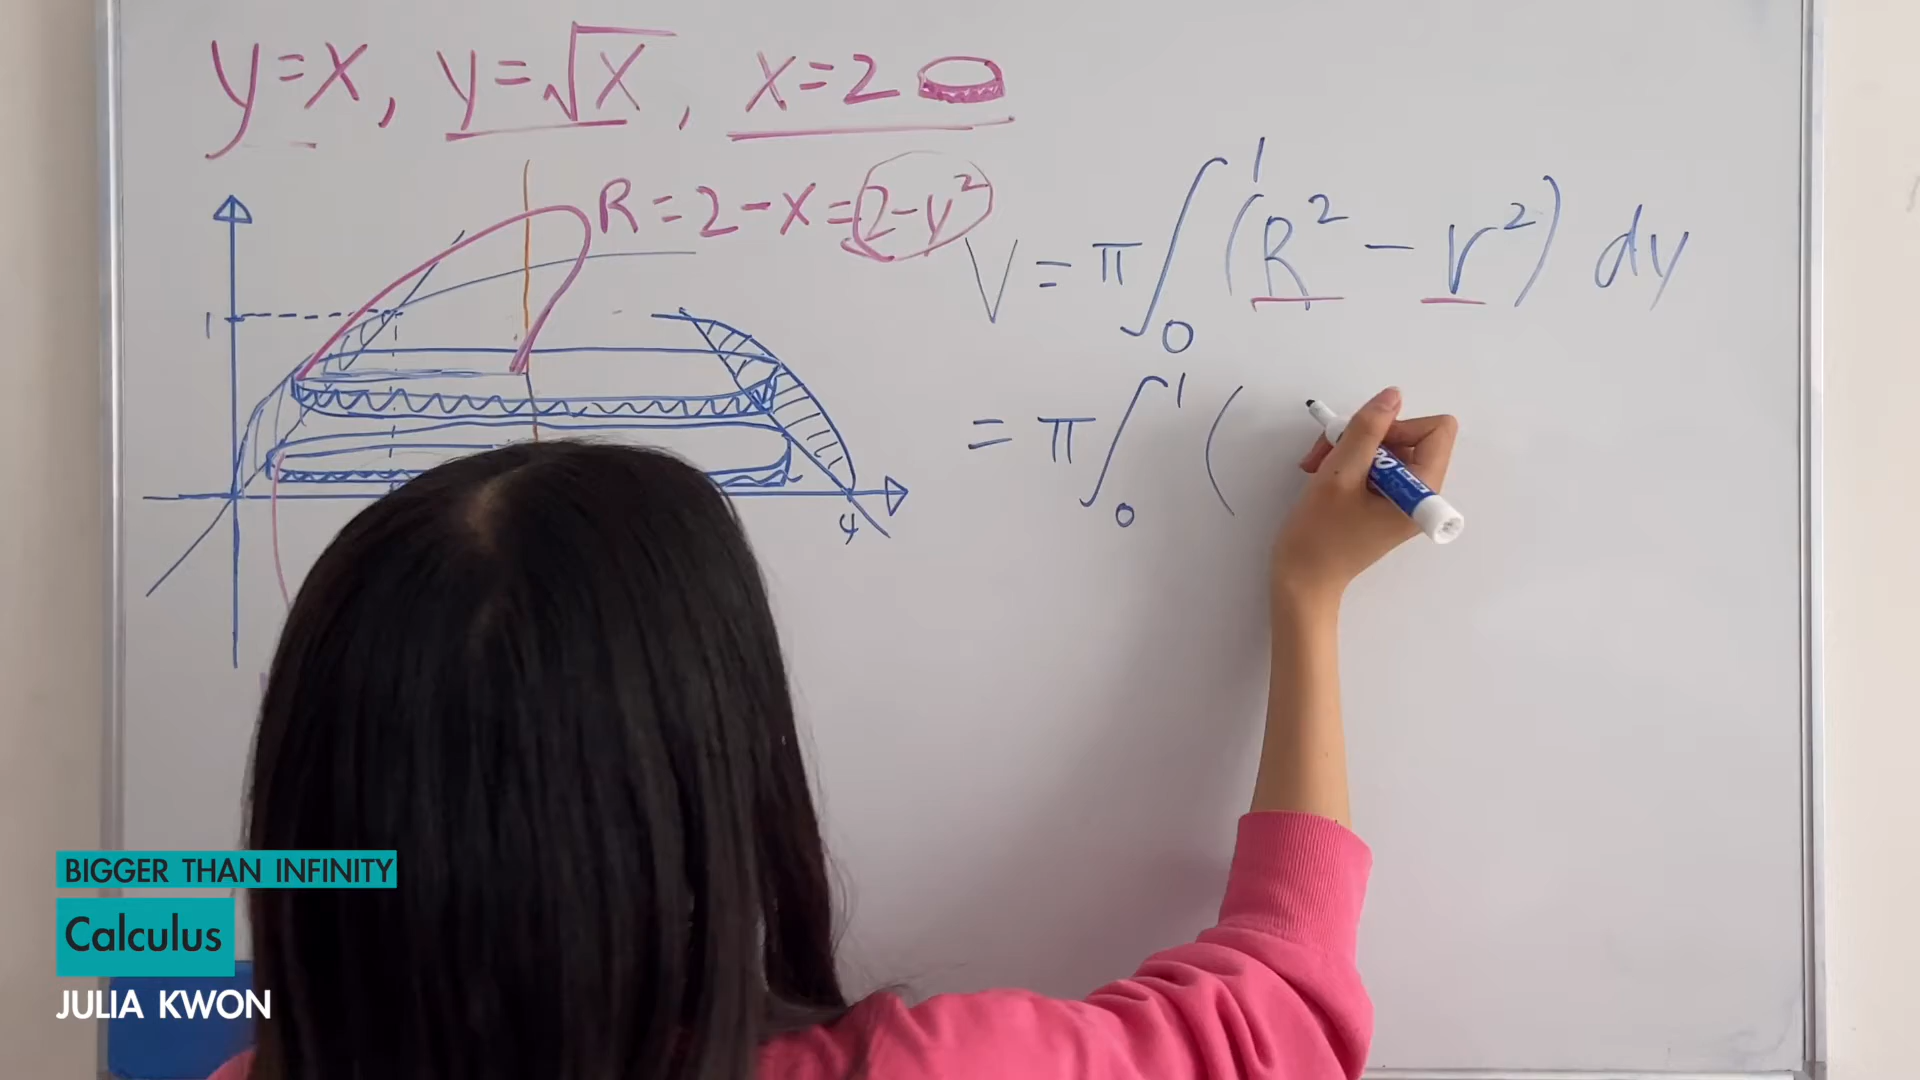 y=x, y=√x, x=2
R=2-x=2-y²
V=π∫₀¹(R²-r²)dy
=π∫₀¹(
1
4
BIGGER THAN INFINITY
Calculus
JULIA KWON